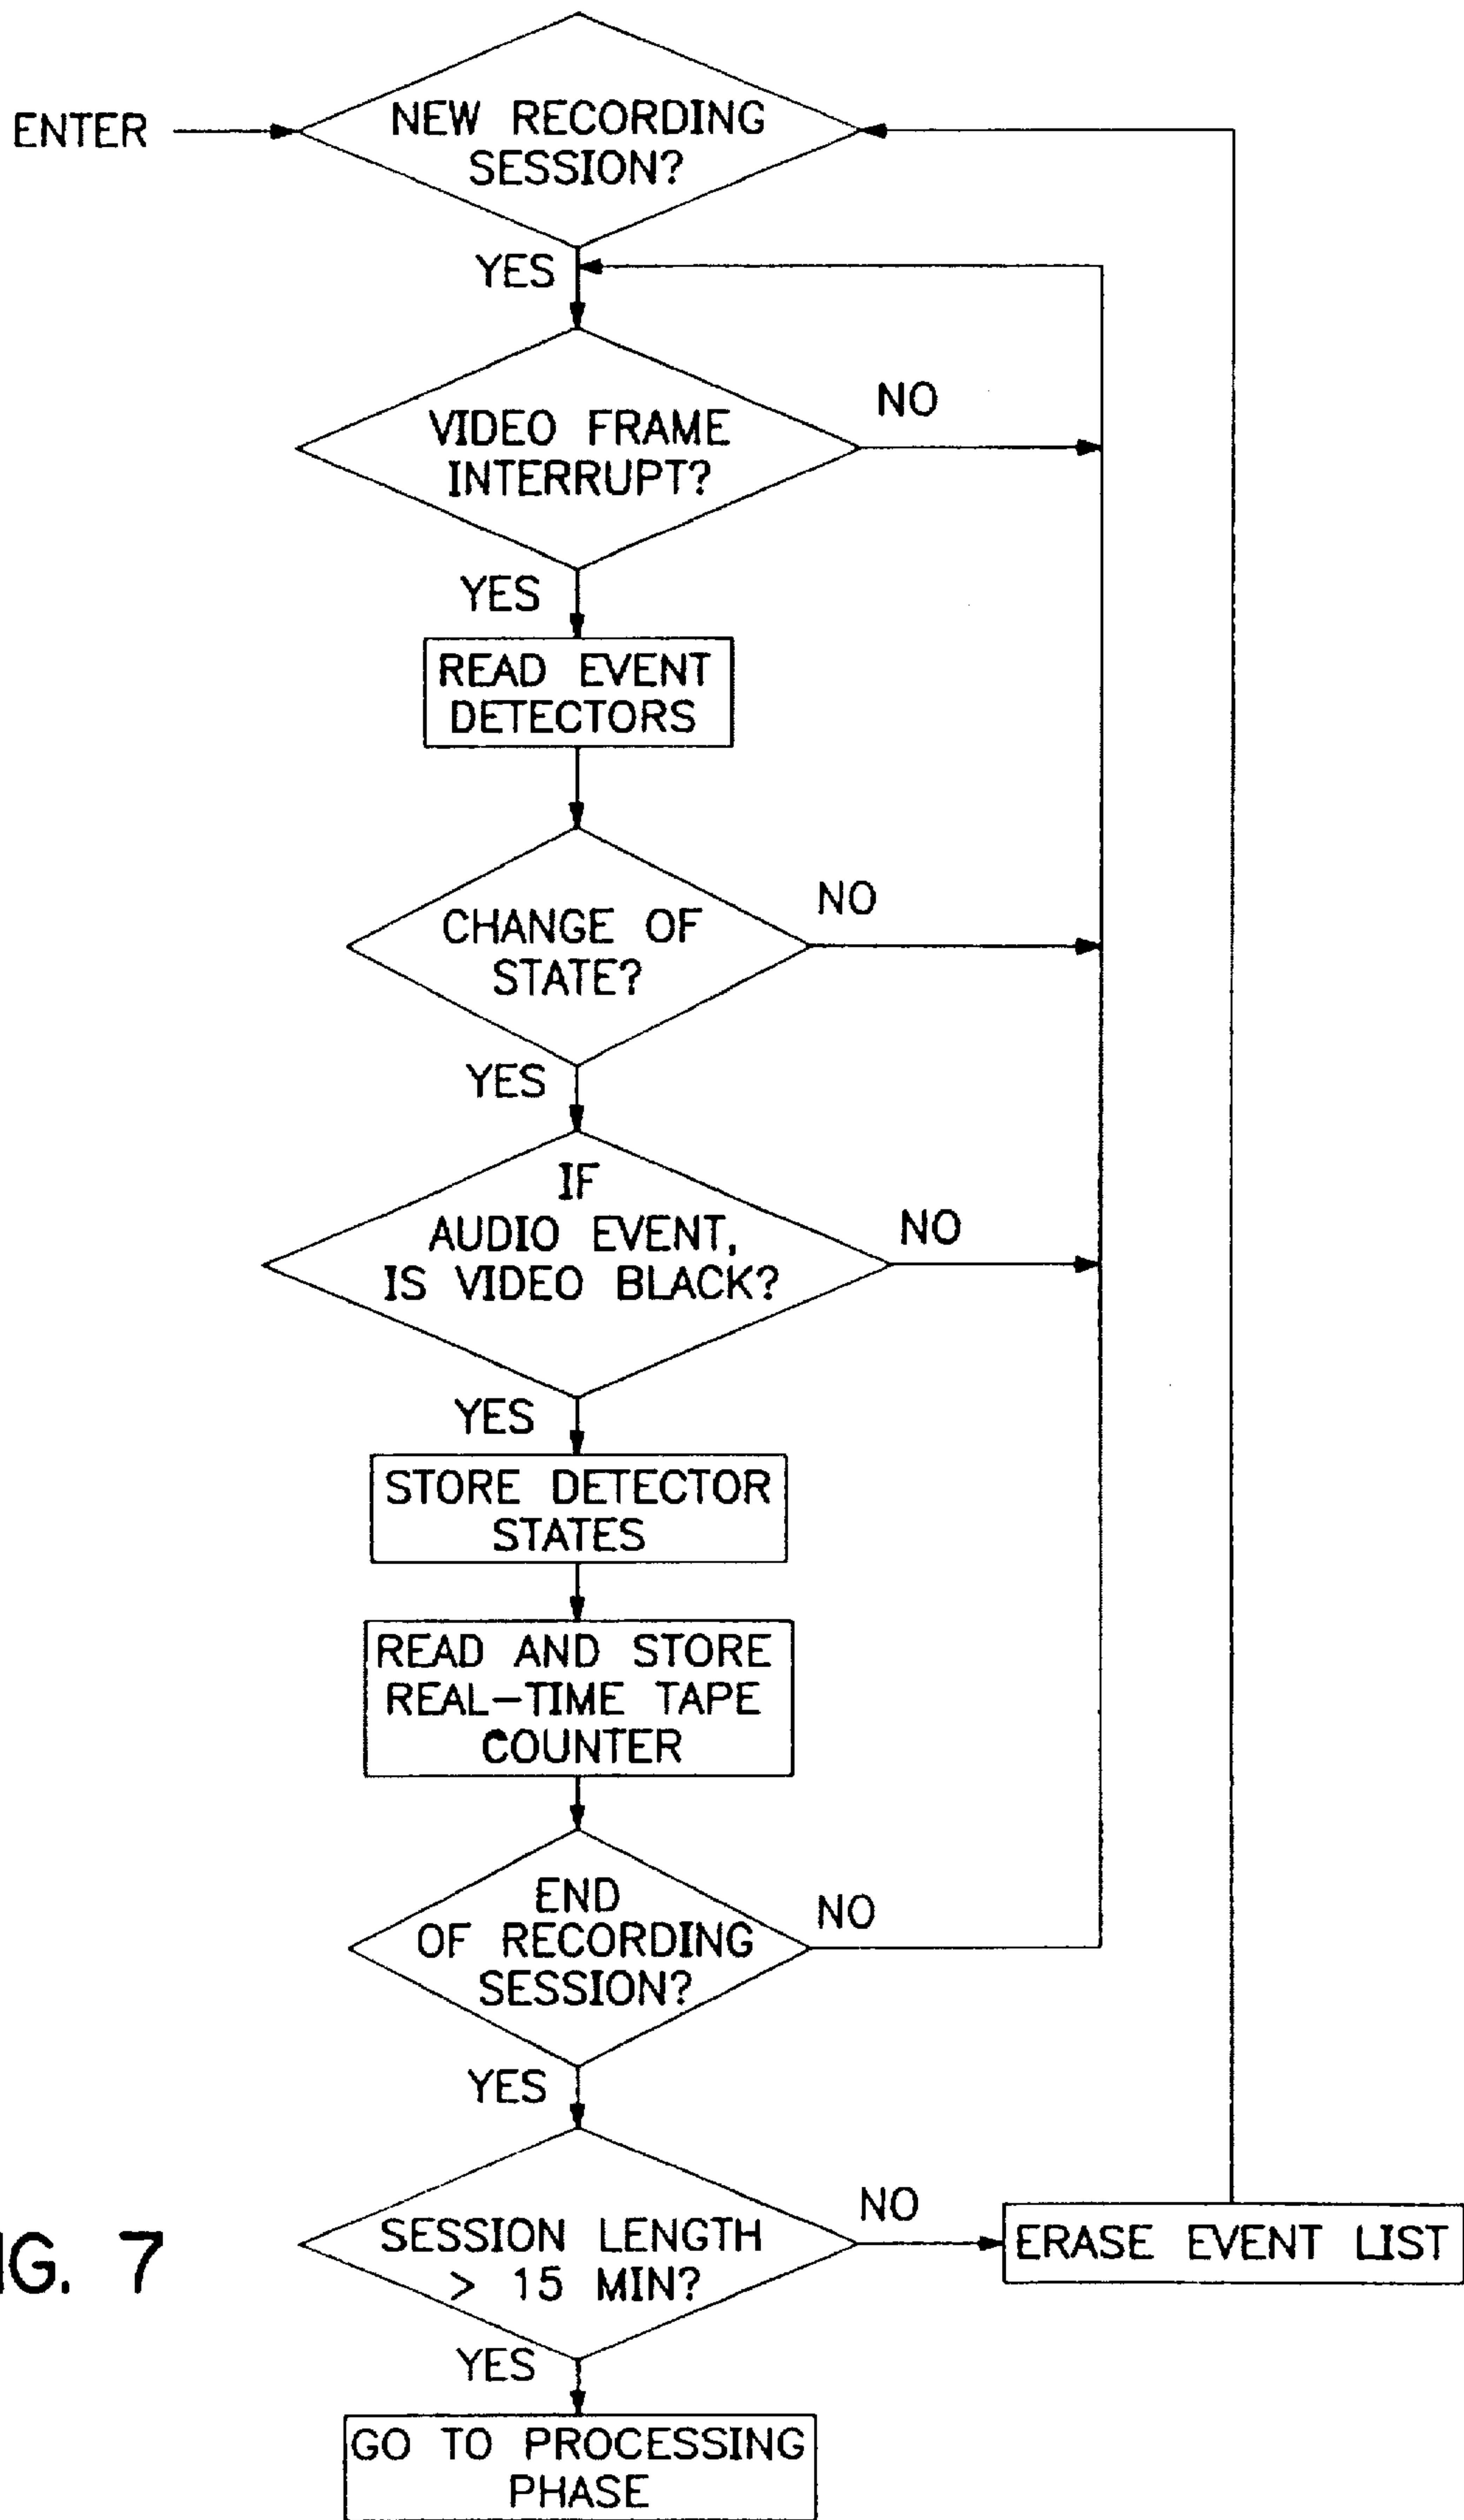 ENTER
NEW RECORDING
SESSION?
YES
VIDEO FRAME
INTERRUPT?
NO
YES
READ EVENT
DETECTORS
CHANGE OF
STATE?
NO
YES
IF
AUDIO EVENT,
IS VIDEO BLACK?
NO
YES
STORE DETECTOR
STATES
READ AND STORE
REAL-TIME TAPE
COUNTER
END
OF RECORDING
SESSION?
NO
YES
SESSION LENGTH
> 15 MIN?
NO
ERASE EVENT LIST
YES
GO TO PROCESSING
PHASE
IG. 7